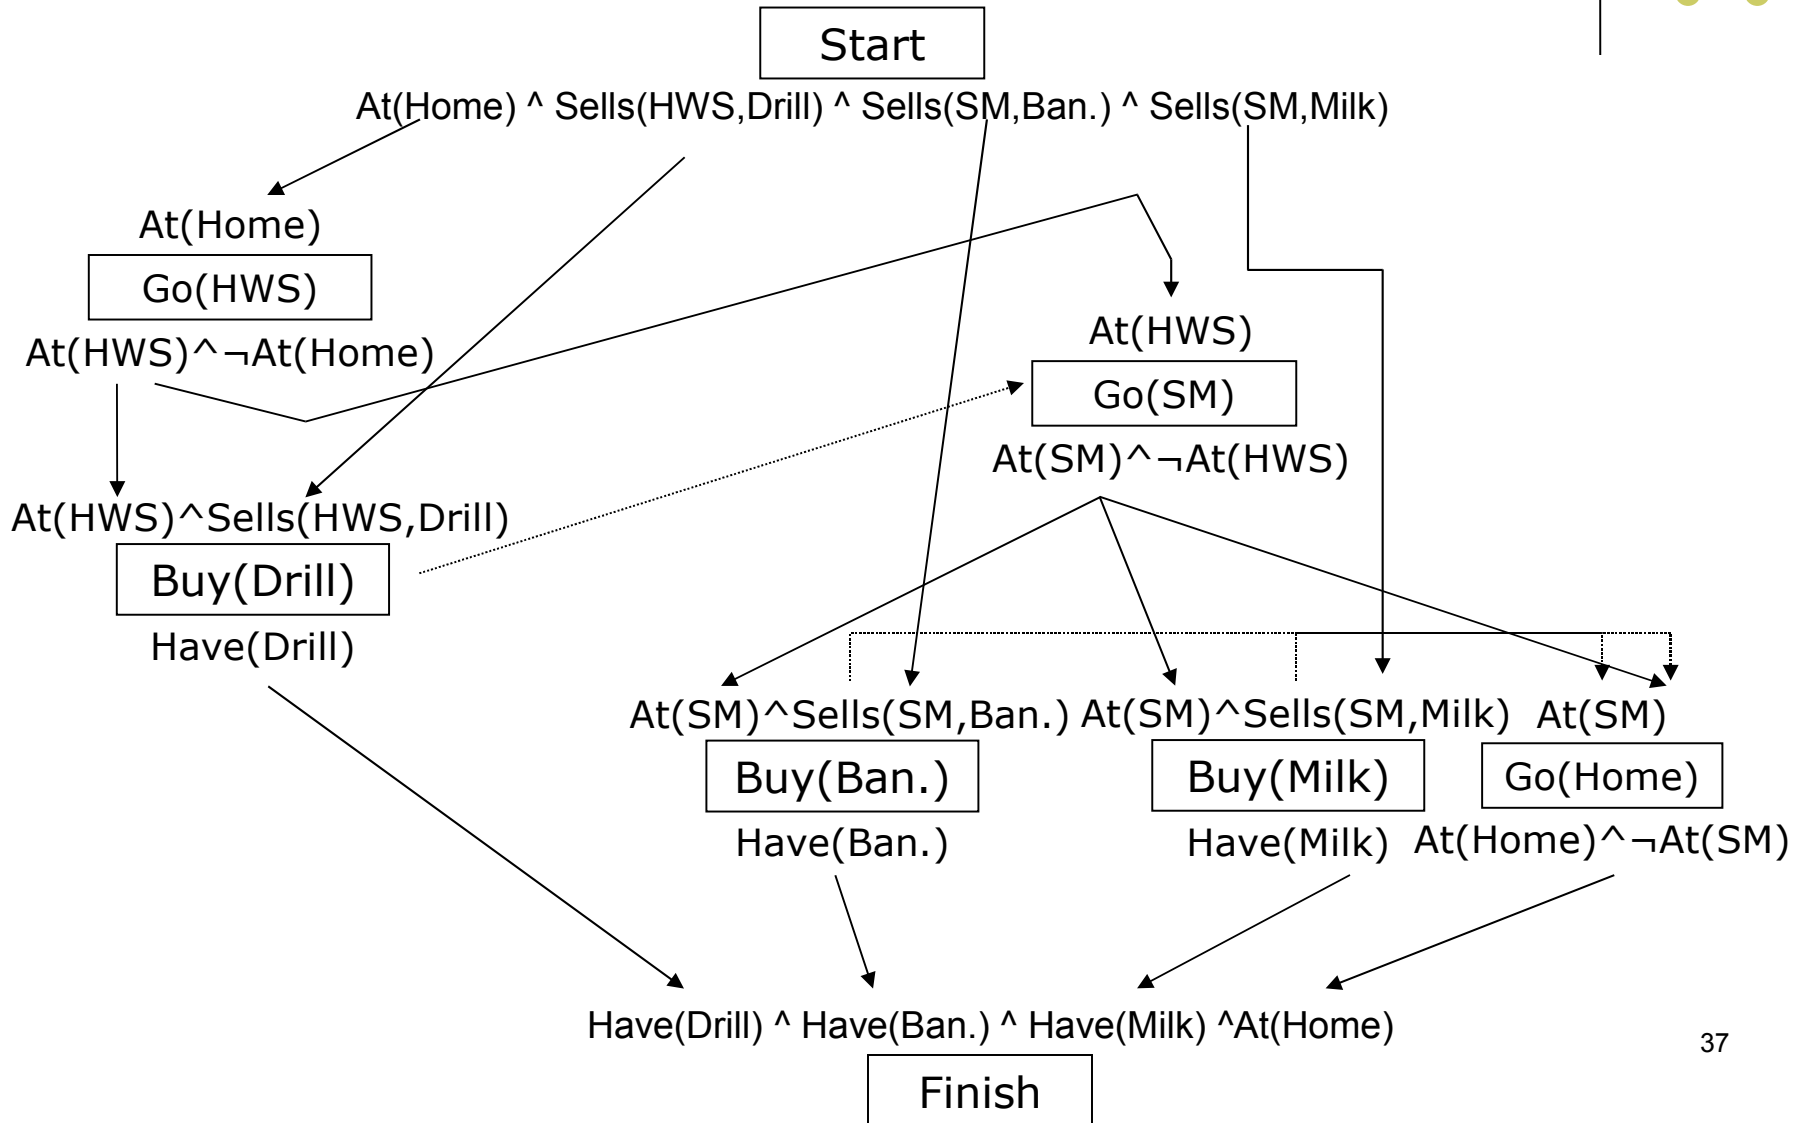 Start
At(Home) ^ Sells(HWS,Drill) ^ Sells(SM,Ban.) ^ Sells(SM,Milk)
At(Home)
Go(HWS)
At(HWS)^¬At(Home)
At(HWS)
Go(SM)
At(SM)^¬At(HWS)
At(HWS)^Sells(HWS,Drill)
Buy(Drill)
Have(Drill)
At(SM)^Sells(SM,Ban.) At(SM)^Sells(SM,Milk) At(SM)
Buy(Ban.) Buy(Milk) Go(Home)
Have(Ban.) Have(Milk) At(Home)^¬At(SM)
Have(Drill) ^ Have(Ban.) ^ Have(Milk) ^At(Home)
37
Finish